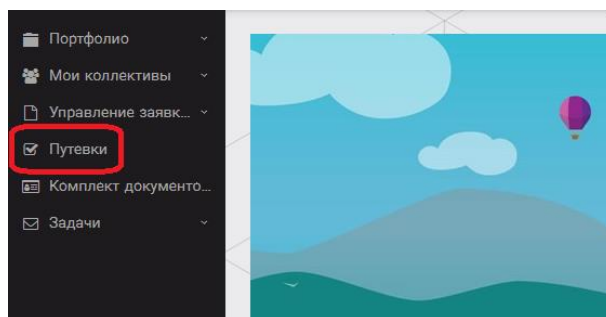 Портфолио
Мои коллективы
Управление заявк...
Путевки
Комплект документо...
Задачи